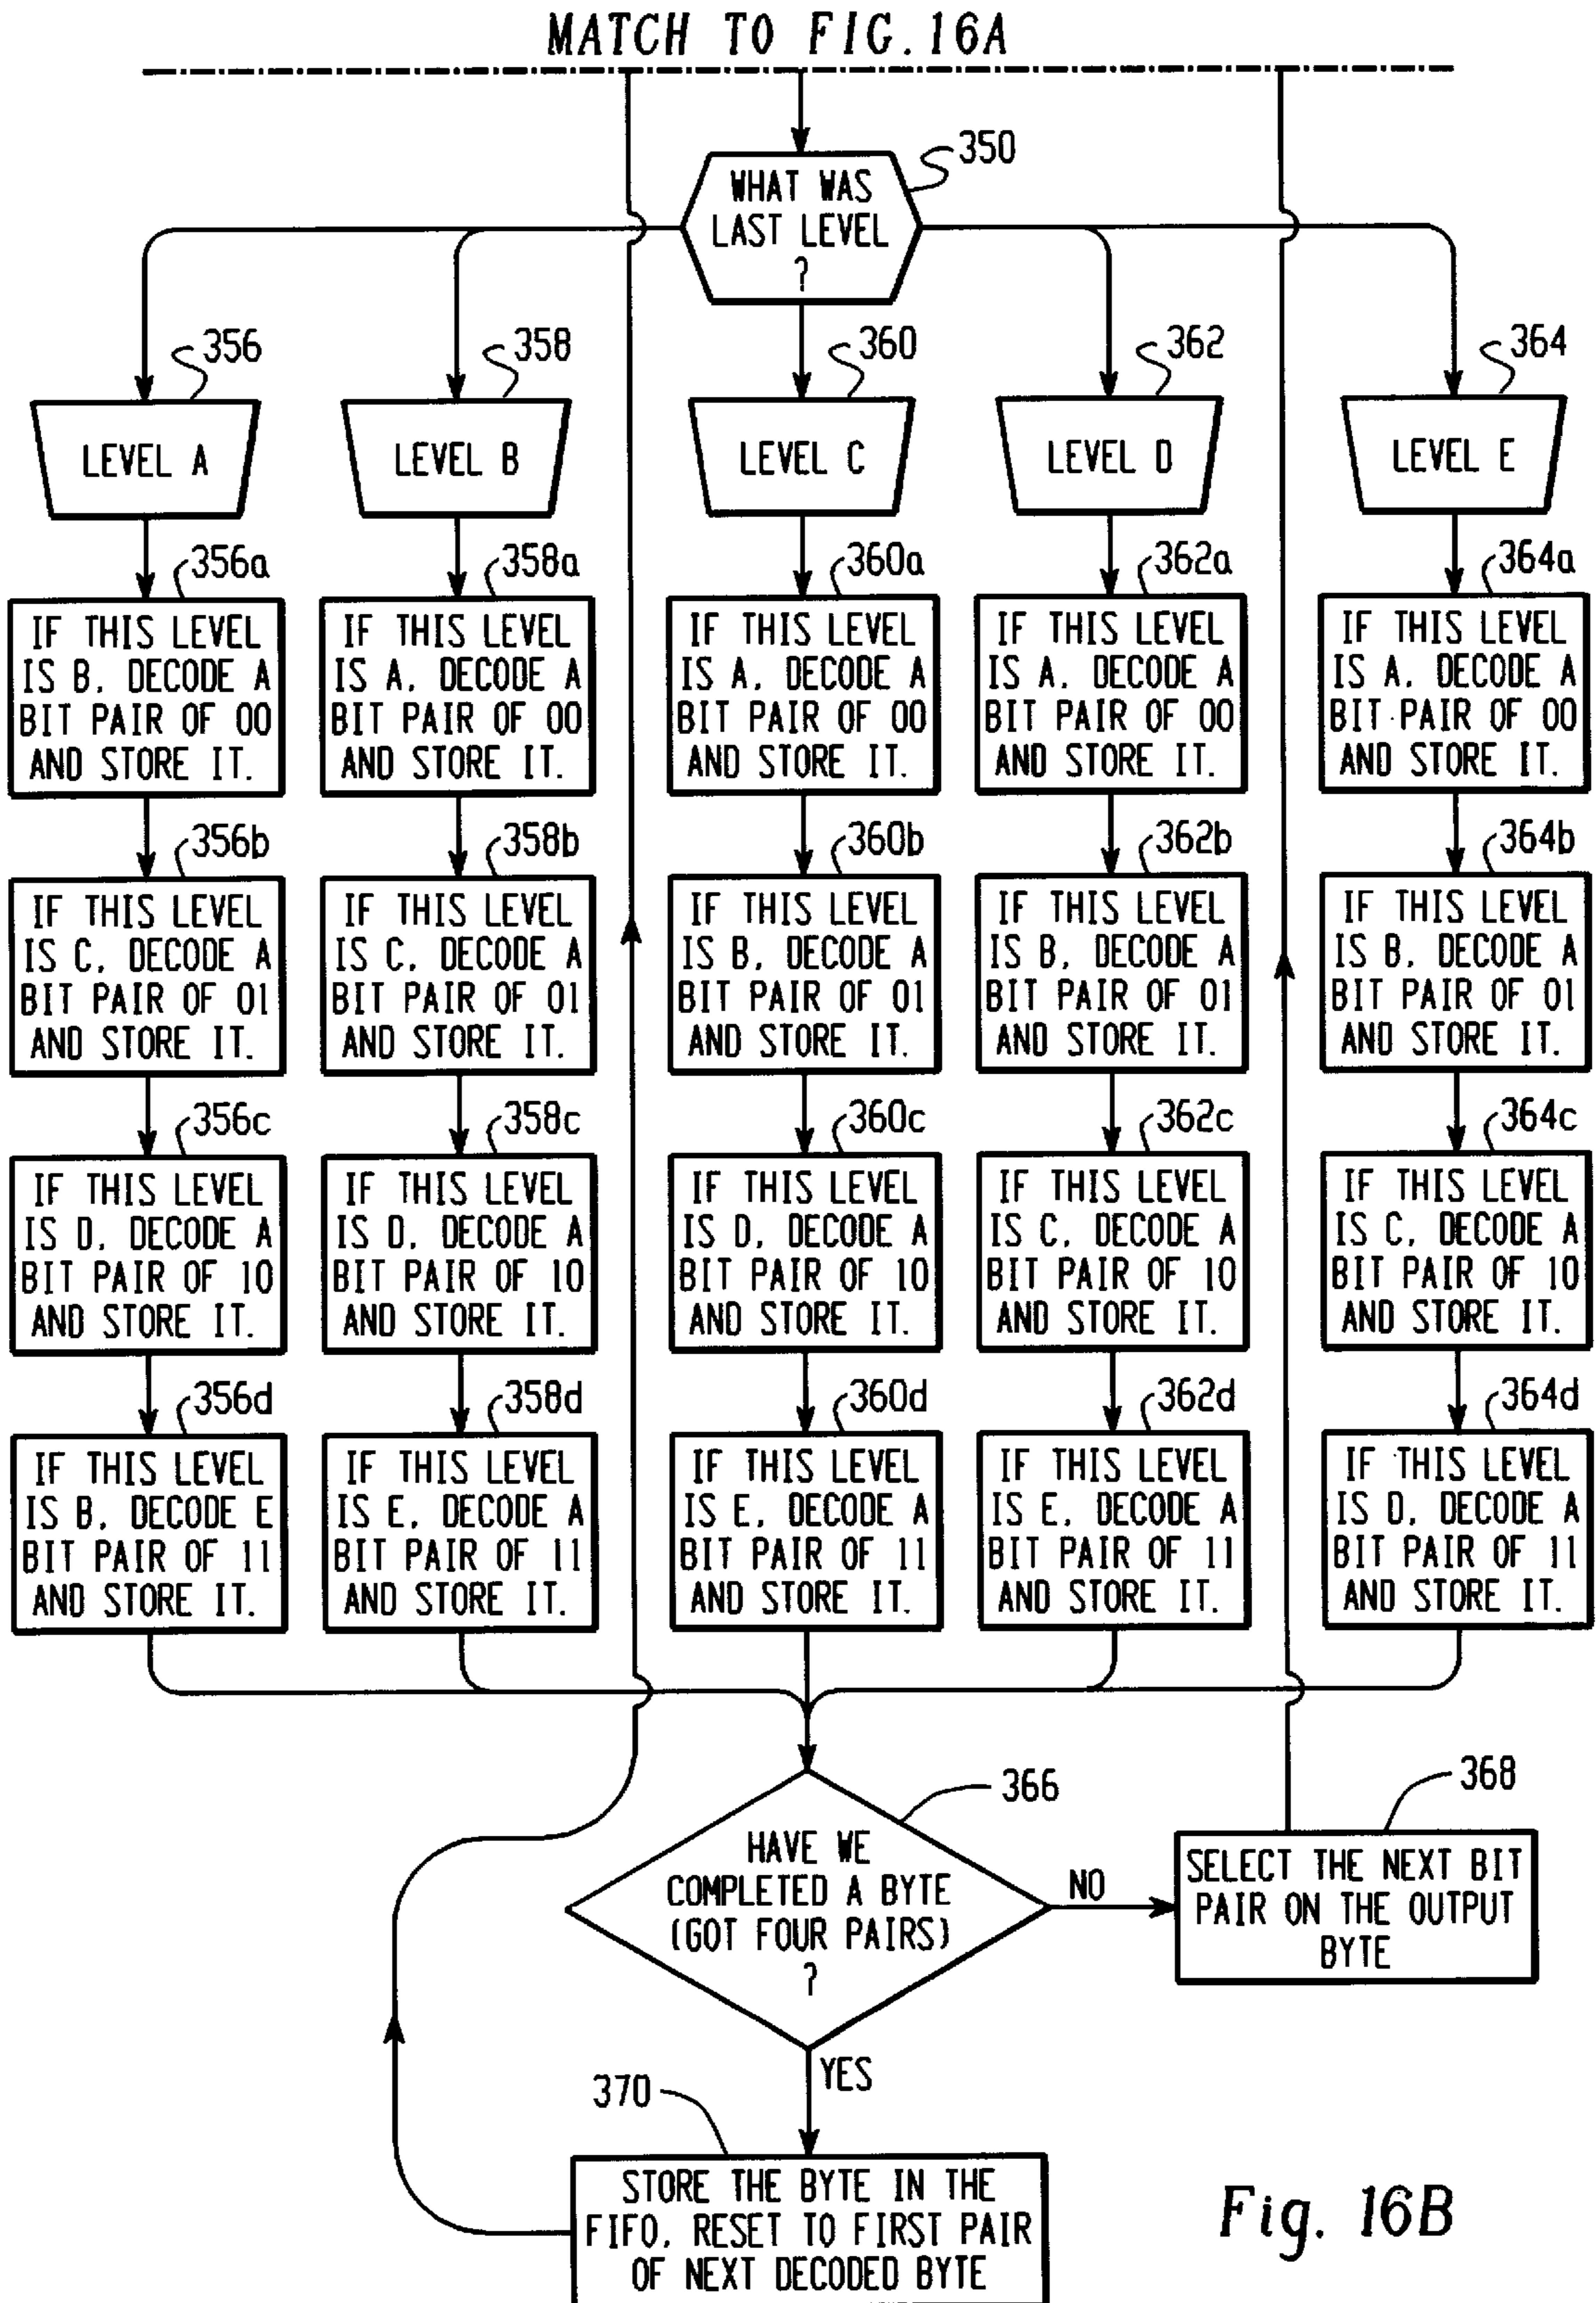 MATCH TO FIG. 16A
350
WHAT WAS
LAST LEVEL
?
356
358
360
362
364
LEVEL A
LEVEL B
LEVEL C
LEVEL D
LEVEL E
356a
IF THIS LEVEL
IS B, DECODE A
BIT PAIR OF 00
AND STORE IT.
358a
IF THIS LEVEL
IS A, DECODE A
BIT PAIR OF 00
AND STORE IT.
360a
IF THIS LEVEL
IS A, DECODE A
BIT PAIR OF 00
AND STORE IT.
362a
IF THIS LEVEL
IS A, DECODE A
BIT PAIR OF 00
AND STORE IT.
364a
IF THIS LEVEL
IS A, DECODE A
BIT PAIR OF 00
AND STORE IT.
356b
IF THIS LEVEL
IS C, DECODE A
BIT PAIR OF 01
AND STORE IT.
358b
IF THIS LEVEL
IS C, DECODE A
BIT PAIR OF 01
AND STORE IT.
360b
IF THIS LEVEL
IS B, DECODE A
BIT PAIR OF 01
AND STORE IT.
362b
IF THIS LEVEL
IS B, DECODE A
BIT PAIR OF 01
AND STORE IT.
364b
IF THIS LEVEL
IS B, DECODE A
BIT PAIR OF 01
AND STORE IT.
356c
IF THIS LEVEL
IS D, DECODE A
BIT PAIR OF 10
AND STORE IT.
358c
IF THIS LEVEL
IS D, DECODE A
BIT PAIR OF 10
AND STORE IT.
360c
IF THIS LEVEL
IS D, DECODE A
BIT PAIR OF 10
AND STORE IT.
362c
IF THIS LEVEL
IS C, DECODE A
BIT PAIR OF 10
AND STORE IT.
364c
IF THIS LEVEL
IS C, DECODE A
BIT PAIR OF 10
AND STORE IT.
356d
IF THIS LEVEL
IS B, DECODE E
BIT PAIR OF 11
AND STORE IT.
358d
IF THIS LEVEL
IS E, DECODE A
BIT PAIR OF 11
AND STORE IT.
360d
IF THIS LEVEL
IS E, DECODE A
BIT PAIR OF 11
AND STORE IT.
362d
IF THIS LEVEL
IS E, DECODE A
BIT PAIR OF 11
AND STORE IT.
364d
IF THIS LEVEL
IS D, DECODE A
BIT PAIR OF 11
AND STORE IT.
366
HAVE WE
COMPLETED A BYTE
(GOT FOUR PAIRS)
?
NO
368
SELECT THE NEXT BIT
PAIR ON THE OUTPUT
BYTE
YES
370
STORE THE BYTE IN THE
FIFO, RESET TO FIRST PAIR
OF NEXT DECODED BYTE
Fig. 16B